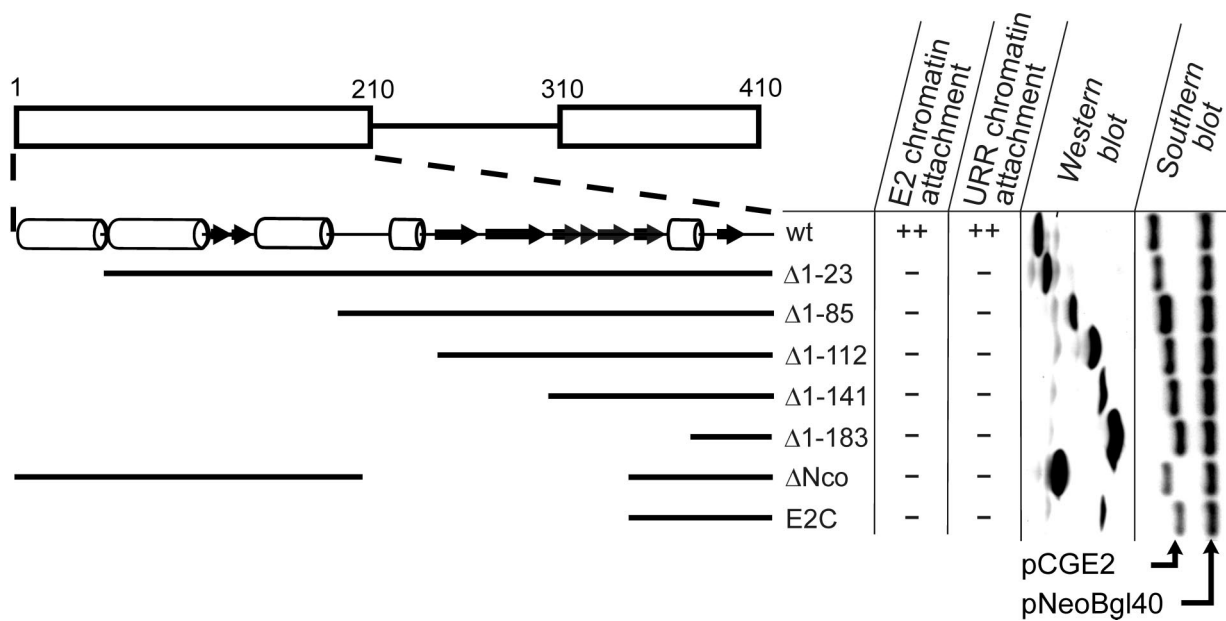 1 210 310 410
E2 chromatin
attachment
URR chromatin
attachment
Western
blot
Southern
blot
wt ++ ++
Δ1-23 – –
Δ1-85 – –
Δ1-112 – –
Δ1-141 – –
Δ1-183 – –
ΔNco – –
E2C – –
pCGE2
pNeoBgl40